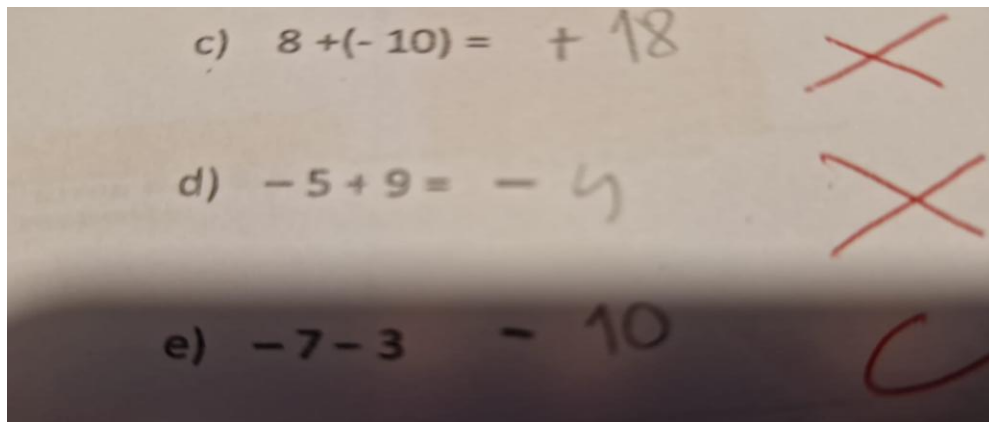 c) 8 +(- 10) = + 18
d) - 5 + 9 = - 4
e) - 7 - 3 - 10